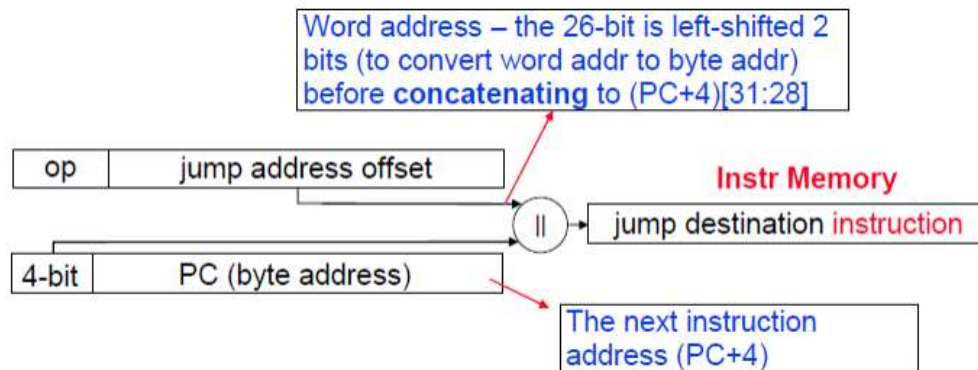 Word address – the 26-bit is left-shifted 2
bits (to convert word addr to byte addr)
before concatenating to (PC+4)[31:28]
op
jump address offset
Instr Memory
||
jump destination instruction
4-bit
PC (byte address)
The next instruction
address (PC+4)